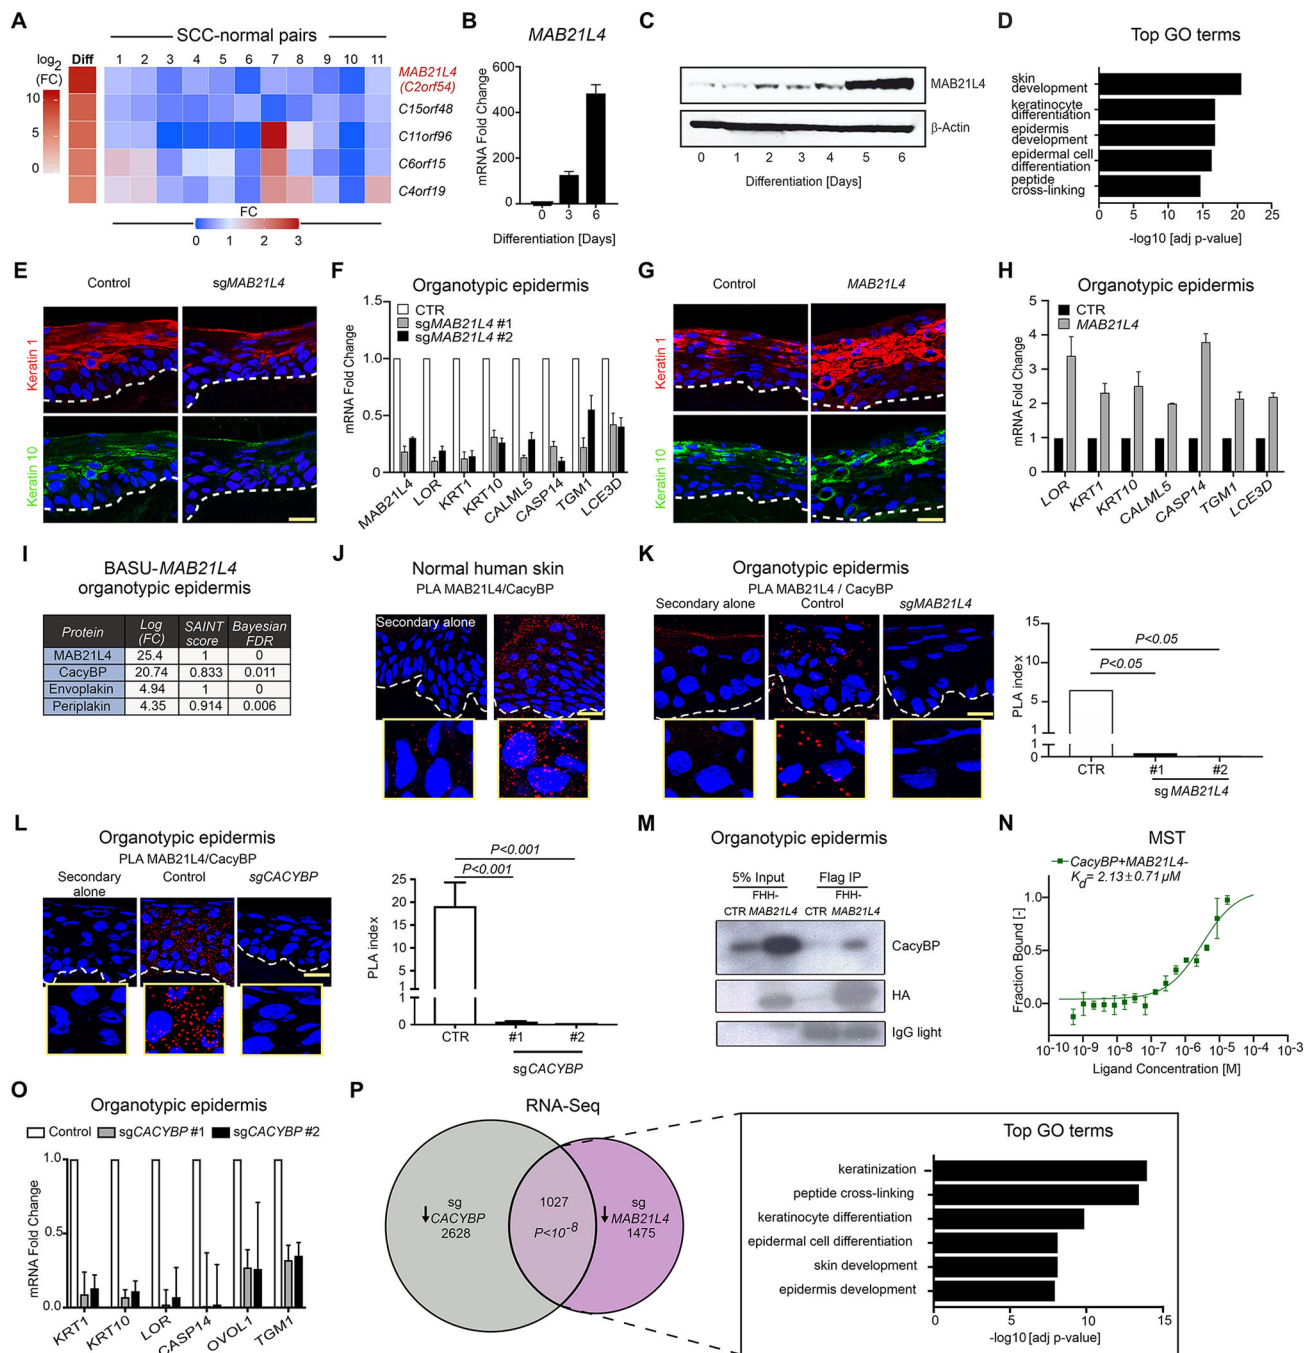 A
SCC-normal pairs
log2
(FC)
Diff
1 2 3 4 5 6 7 8 9 10 11
10
5
0
MAB21L4
(C2orf54)
C15orf48
C11orf96
C6orf15
C4orf19
FC
0 1 2 3
B
MAB21L4
mRNA Fold Change
600
400
200
0
0 3 6
Differentiation [Days]
C
MAB21L4
β-Actin
0 1 2 3 4 5 6
Differentiation [Days]
D
Top GO terms
skin
development
keratinocyte
differentiation
epidermis
development
epidermal cell
differentiation
peptide
cross-linking
0 5 10 15 20 25
-log10 [adj p-value]
E
Control
sgMAB21L4
Keratin 1
Keratin 10
F
Organotypic epidermis
CTR
sgMAB21L4 #1
sgMAB21L4 #2
mRNA Fold Change
1.5
1.0
0.5
0
MAB21L4
LOR
KRT1
KRT10
CALML5
CASP14
TGM1
LCE3D
G
Control
MAB21L4
Keratin 1
Keratin 10
H
Organotypic epidermis
CTR
MAB21L4
mRNA Fold Change
5
4
3
2
1
0
LOR
KRT1
KRT10
CALML5
CASP14
TGM1
LCE3D
I
BASU-MAB21L4
organotypic epidermis
Protein Log (FC) SAINT score Bayesian FDR
MAB21L4 25.4 1 0
CacyBP 20.74 0.833 0.011
Envoplakin 4.94 1 0
Periplakin 4.35 0.914 0.006
J
Normal human skin
PLA MAB21L4/CacyBP
Secondary alone
K
Organotypic epidermis
PLA MAB21L4 / CacyBP
Secondary alone Control sgMAB21L4
PLA index
15
10
5
1
1
0
P<0.05
P<0.05
CTR #1 #2
sgMAB21L4
L
Organotypic epidermis
PLA MAB21L4/CacyBP
Secondary
alone
Control
sgCACYBP
PLA index
25
20
15
10
5
1
1
0
P<0.001
P<0.001
CTR #1 #2
sgCACYBP
M
Organotypic epidermis
5% Input Flag IP
FHH- FHH-
CTR MAB21L4 CTR MAB21L4
CacyBP
HA
IgG light
N
MST
CacyBP+MAB21L4-
Kd= 2.13±0.71 µM
Fraction Bound [-]
1.0
0.5
0.0
10-10 10-9 10-8 10-7 10-6 10-5 10-4 10-3
Ligand Concentration [M]
O
Organotypic epidermis
Control sgCACYBP #1 sgCACYBP #2
mRNA Fold Change
1.0
0.5
0.0
KRT1
KRT10
LOR
CASP14
OVOL1
TGM1
P
RNA-Seq
sg
↓CACYBP
2628
1027
P<10-8
sg
↓MAB21L4
1475
Top GO terms
keratinization
peptide cross-linking
keratinocyte differentiation
epidermal cell differentiation
skin development
epidermis development
0 5 10 15
-log10 [adj p-value]